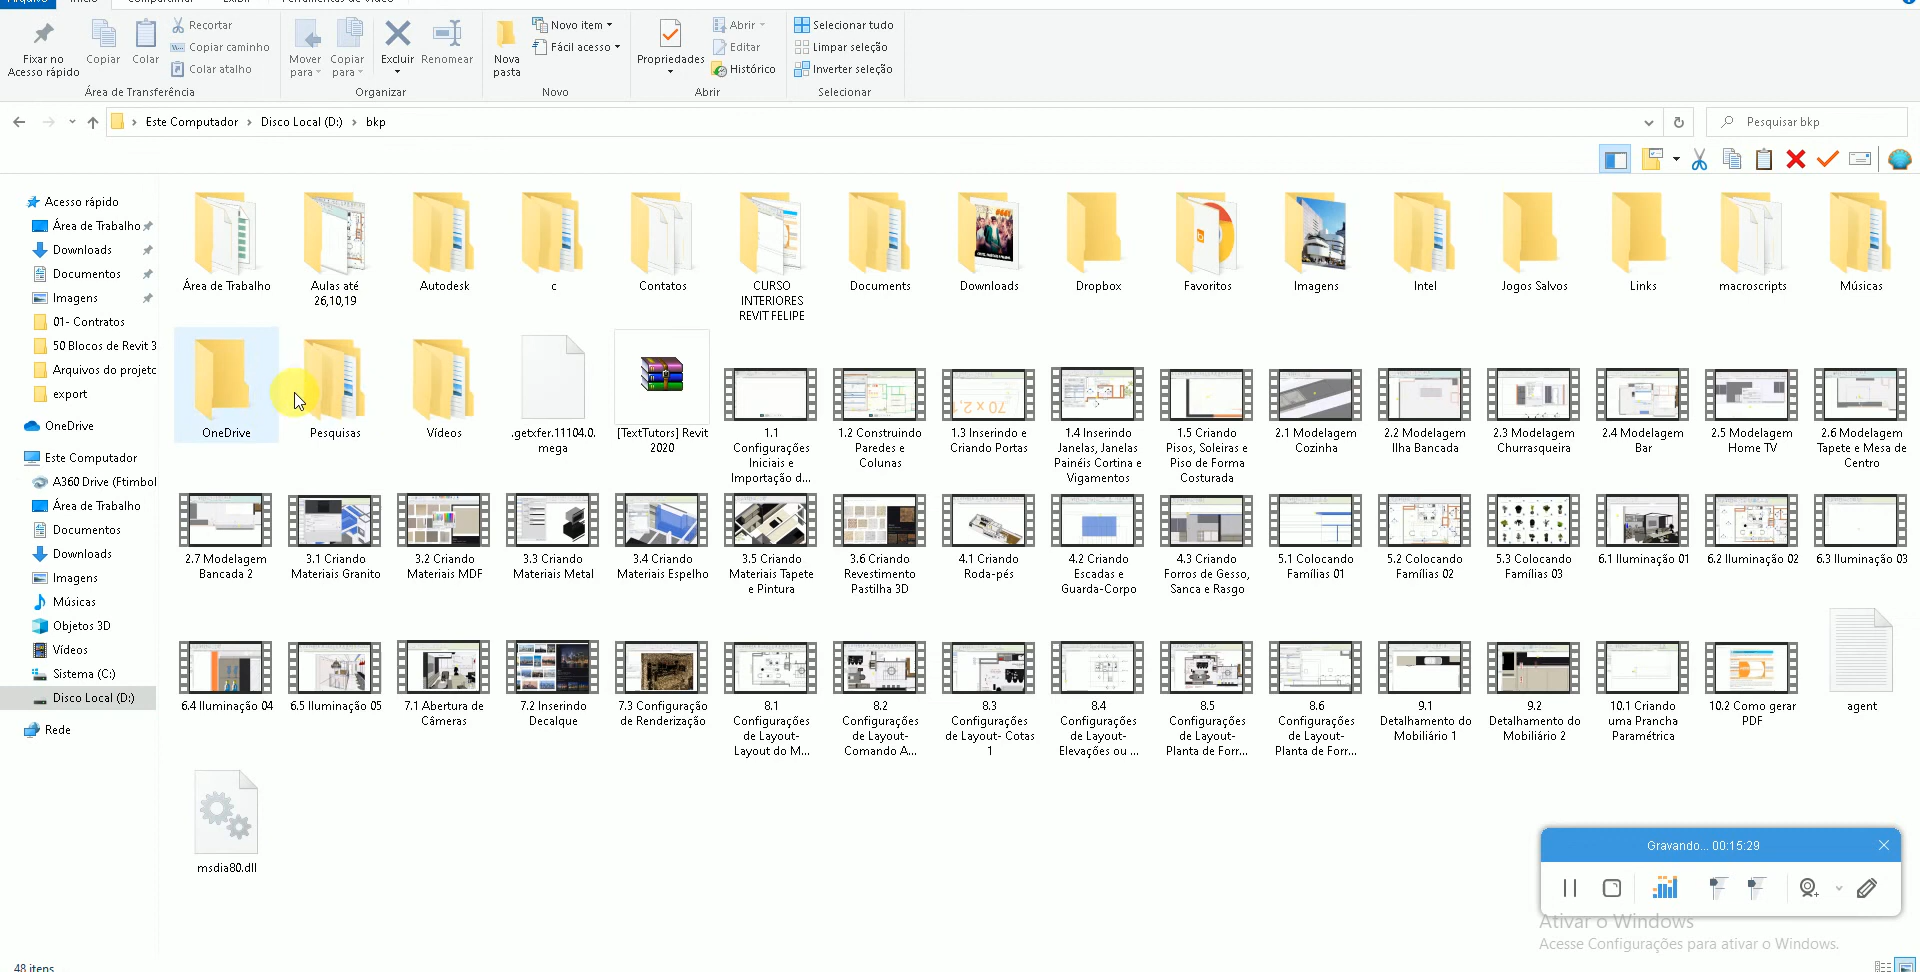 Arquivo Início Compartilhar Exibir Ferramentas de Vídeo
Fixar no
Acesso rápido
Copiar
Colar
Recortar
Copiar caminho
Colar atalho
Área de Transferência
Mover
para
Copiar
para
Excluir
Renomear
Organizar
Nova
pasta
Novo item
Fácil acesso
Novo
Propriedades
Abrir
Editar
Histórico
Abrir
Selecionar tudo
Limpar seleção
Inverter seleção
Selecionar
Este Computador > Disco Local (D:) > bkp
Pesquisar bkp
Acesso rápido
Área de Trabalho
Downloads
Documentos
Imagens
01- Contratos
50 Blocos de Revit 3
Arquivos do projeto
export
OneDrive
Este Computador
A360 Drive (Ftimbol
Área de Trabalho
Documentos
Downloads
Imagens
Músicas
Objetos 3D
Vídeos
Sistema (C:)
Disco Local (D:)
Rede
Área de Trabalho
Aulas até
26,10,19
Autodesk
c
Contatos
CURSO
INTERIORES
REVIT FELIPE
Documents
Downloads
Dropbox
Favoritos
Imagens
Intel
Jogos Salvos
Links
macroscripts
Músicas
OneDrive
Pesquisas
Vídeos
.getxfer.11104.0.
mega
[TextTutors] Revit
2020
1.1
Configurações
Iniciais e
Importação d...
1.2 Construindo
Paredes e
Colunas
70 x 2,1
1.3 Inserindo e
Criando Portas
1.4 Inserindo
Janelas, Janelas
Painéis Cortina e
Vigamentos
1.5 Criando
Pisos, Soleiras e
Piso de Forma
Costurada
2.1 Modelagem
Cozinha
2.2 Modelagem
Ilha Bancada
2.3 Modelagem
Churrasqueira
2.4 Modelagem
Bar
2.5 Modelagem
Home TV
2.6 Modelagem
Tapete e Mesa de
Centro
2.7 Modelagem
Bancada 2
3.1 Criando
Materiais Granito
3.2 Criando
Materiais MDF
3.3 Criando
Materiais Metal
3.4 Criando
Materiais Espelho
3.5 Criando
Materiais Tapete
e Pintura
3.6 Criando
Revestimento
Pastilha 3D
4.1 Criando
Roda-pés
4.2 Criando
Escadas e
Guarda-Corpo
4.3 Criando
Forros de Gesso,
Sanca e Rasgo
5.1 Colocando
Famílias 01
5.2 Colocando
Famílias 02
5.3 Colocando
Famílias 03
6.1 Iluminação 01
6.2 Iluminação 02
6.3 Iluminação 03
6.4 Iluminação 04
6.5 Iluminação 05
7.1 Abertura de
Câmeras
7.2 Inserindo
Decalque
7.3 Configuração
de Renderização
8.1
Configurações
de Layout-
Layout do M...
8.2
Configurações
de Layout-
Comando A...
8.3
Configurações
de Layout- Cotas
1
8.4
Configurações
de Layout-
Elevações ou ...
8.5
Configurações
de Layout-
Planta de Forr...
8.6
Configurações
de Layout-
Planta de Forr...
9.1
Detalhamento do
Mobiliário 1
9.2
Detalhamento do
Mobiliário 2
10.1 Criando
uma Prancha
Paramétrica
10.2 Como gerar
PDF
agent
msdia80.dll
Gravando... 00:15:29
Ativar o Windows
Acesse Configurações para ativar o Windows.
48 itens